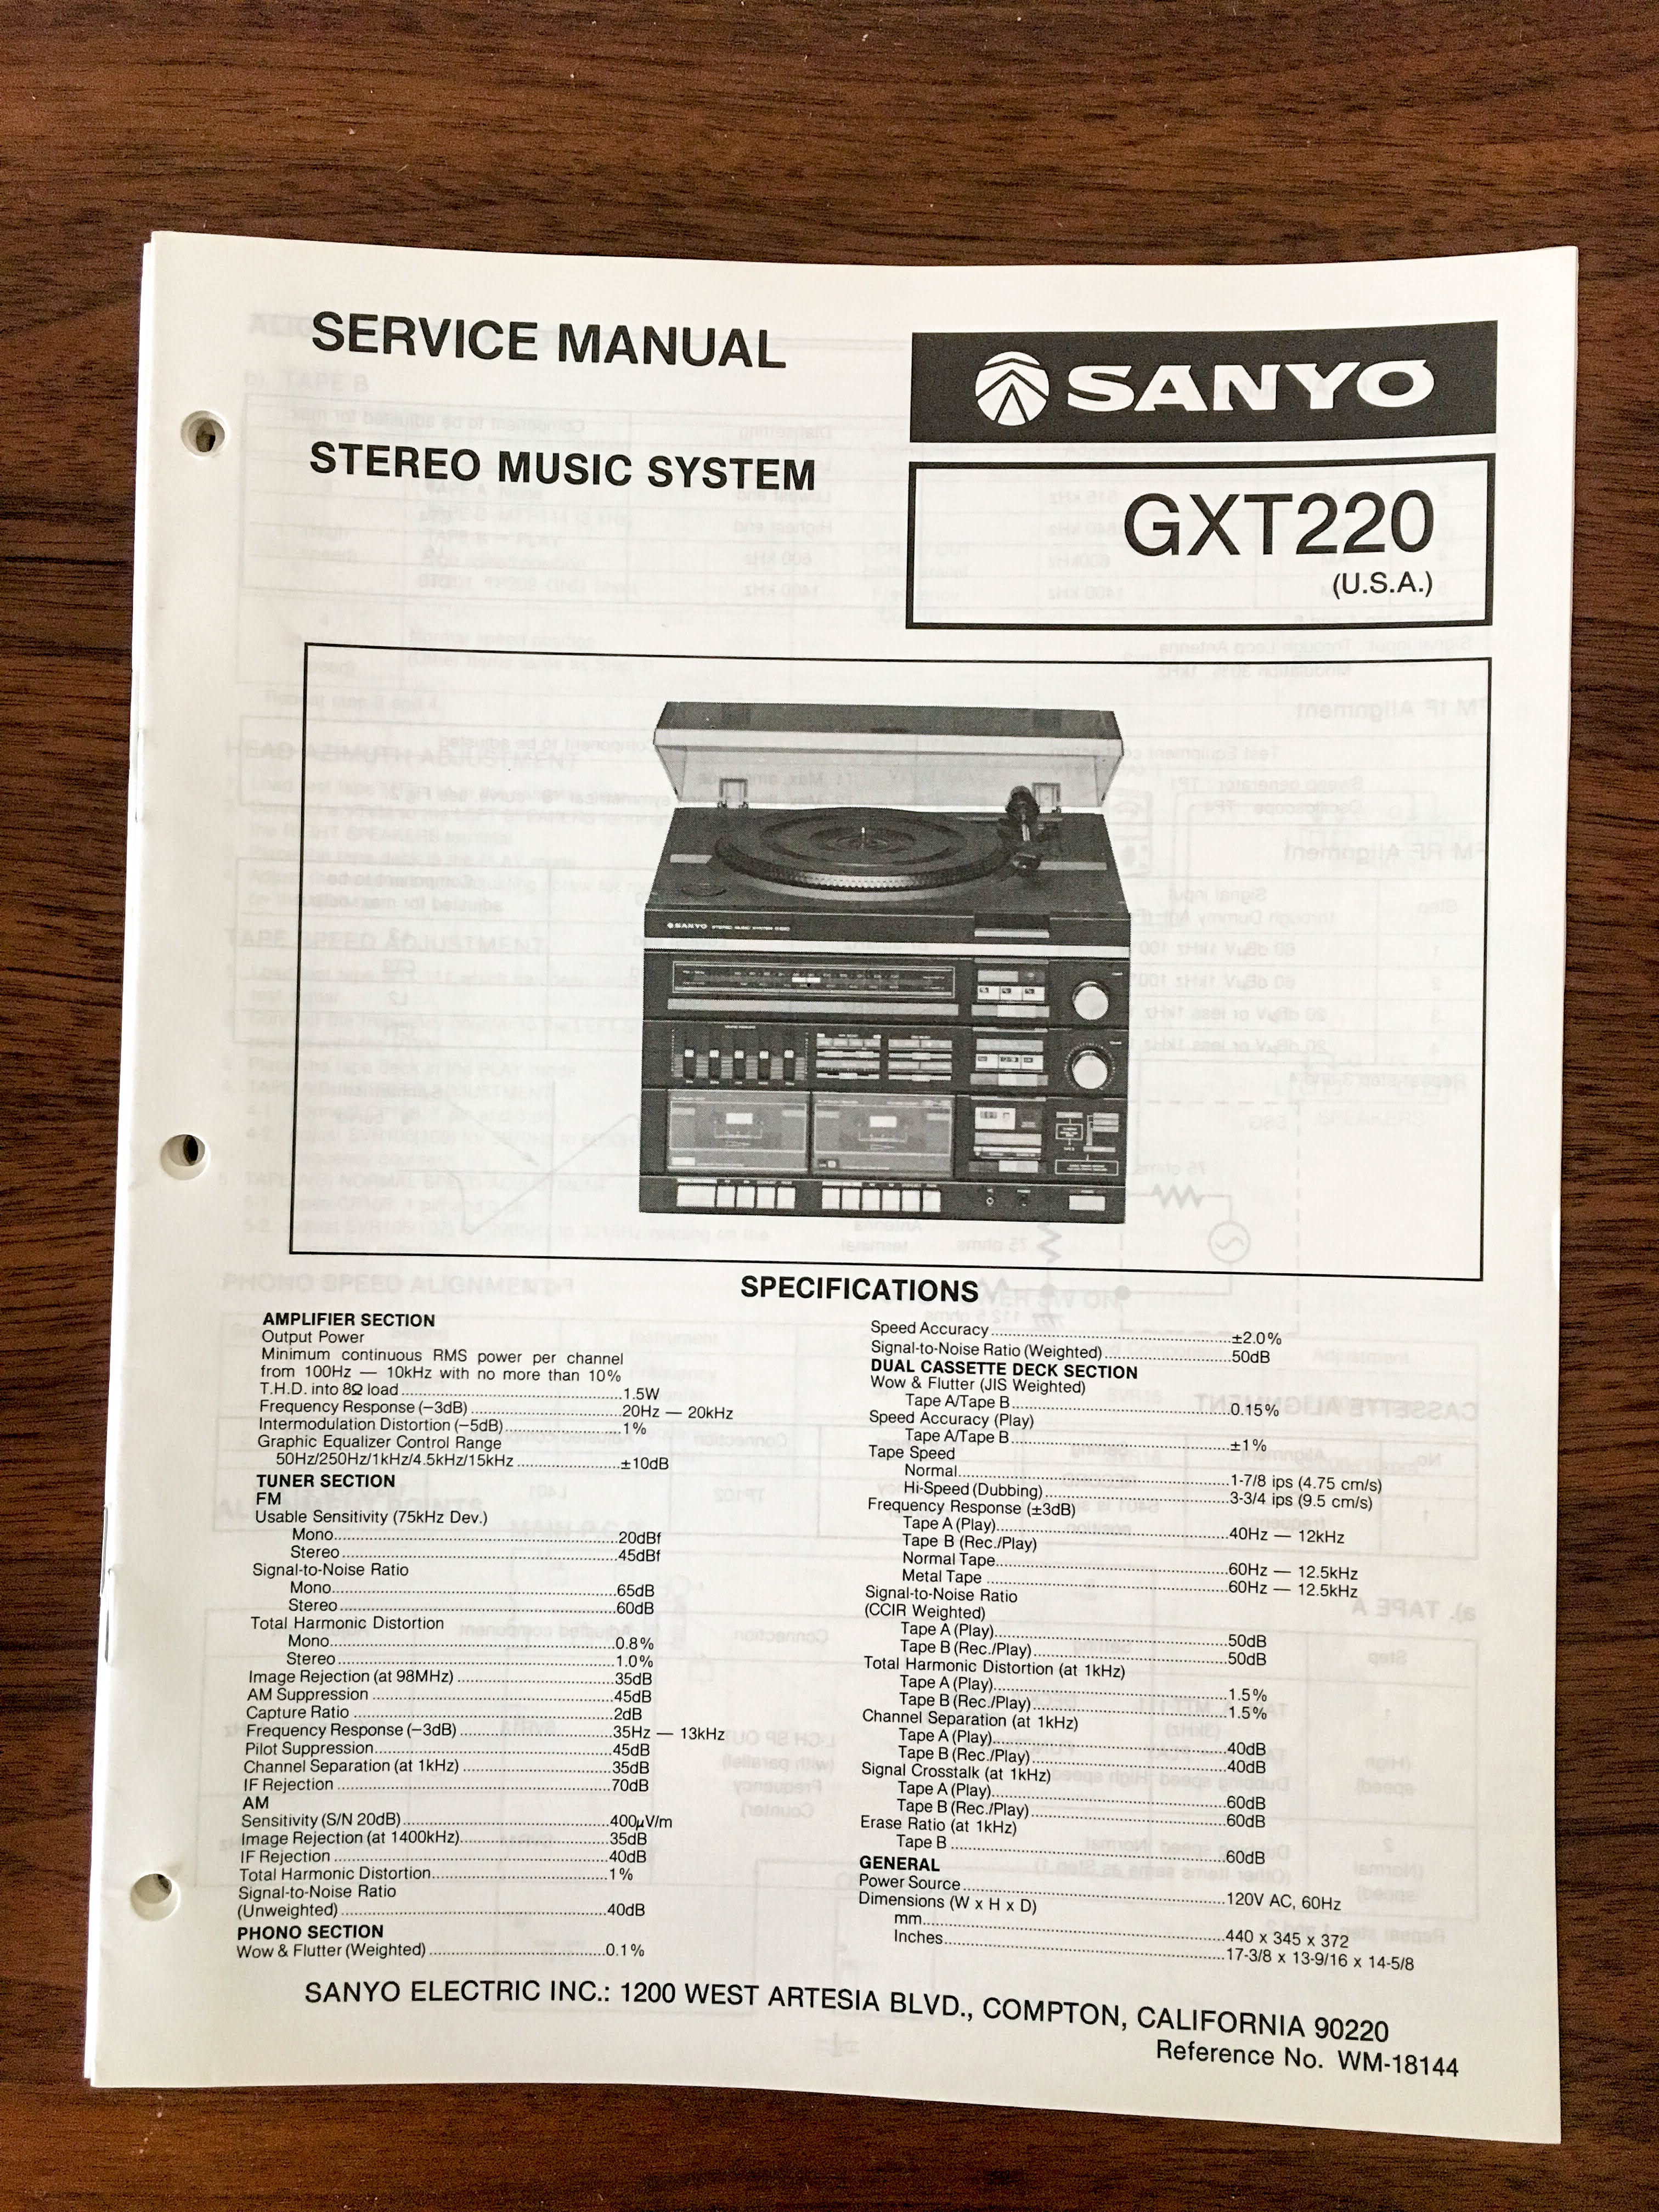 SERVICE MANUAL
SANYO
STEREO MUSIC SYSTEM
GXT220
(U.S.A.)
SANYO
SPECIFICATIONS
AMPLIFIER SECTION
Output Power
Minimum continuous RMS power per channel
from 100Hz — 10kHz with no more than 10%
T.H.D. into 8Ω load 1.5W
Frequency Response (−3dB) 20Hz — 20kHz
Intermodulation Distortion (−5dB) 1%
Graphic Equalizer Control Range
50Hz/250Hz/1kHz/4.5kHz/15kHz ±10dB
TUNER SECTION
FM
Usable Sensitivity (75kHz Dev.)
Mono 20dBf
Stereo 45dBf
Signal-to-Noise Ratio
Mono 65dB
Stereo 60dB
Total Harmonic Distortion
Mono 0.8%
Stereo 1.0%
Image Rejection (at 98MHz) 35dB
AM Suppression 45dB
Capture Ratio 2dB
Frequency Response (−3dB) 35Hz — 13kHz
Pilot Suppression 45dB
Channel Separation (at 1kHz) 35dB
IF Rejection 70dB
AM
Sensitivity (S/N 20dB) 400μV/m
Image Rejection (at 1400kHz) 35dB
IF Rejection 40dB
Total Harmonic Distortion 1%
Signal-to-Noise Ratio
(Unweighted) 40dB
PHONO SECTION
Wow & Flutter (Weighted) 0.1%
Speed Accuracy ±2.0%
Signal-to-Noise Ratio (Weighted) 50dB
DUAL CASSETTE DECK SECTION
Wow & Flutter (JIS Weighted)
Tape A/Tape B 0.15%
Speed Accuracy (Play)
Tape A/Tape B ±1%
Tape Speed
Normal 1-7/8 ips (4.75 cm/s)
Hi-Speed (Dubbing) 3-3/4 ips (9.5 cm/s)
Frequency Response (±3dB)
Tape A (Play) 40Hz — 12kHz
Tape B (Rec./Play)
Normal Tape 60Hz — 12.5kHz
Metal Tape 60Hz — 12.5kHz
Signal-to-Noise Ratio
(CCIR Weighted)
Tape A (Play) 50dB
Tape B (Rec./Play) 50dB
Total Harmonic Distortion (at 1kHz)
Tape A (Play) 1.5%
Tape B (Rec./Play) 1.5%
Channel Separation (at 1kHz)
Tape A (Play) 40dB
Tape B (Rec./Play) 40dB
Signal Crosstalk (at 1kHz)
Tape A (Play) 60dB
Tape B (Rec./Play) 60dB
Erase Ratio (at 1kHz)
Tape B 60dB
GENERAL
Power Source 120V AC, 60Hz
Dimensions (W x H x D)
mm 440 x 345 x 372
Inches 17-3/8 x 13-9/16 x 14-5/8
SANYO ELECTRIC INC.: 1200 WEST ARTESIA BLVD., COMPTON, CALIFORNIA 90220
Reference No. WM-18144